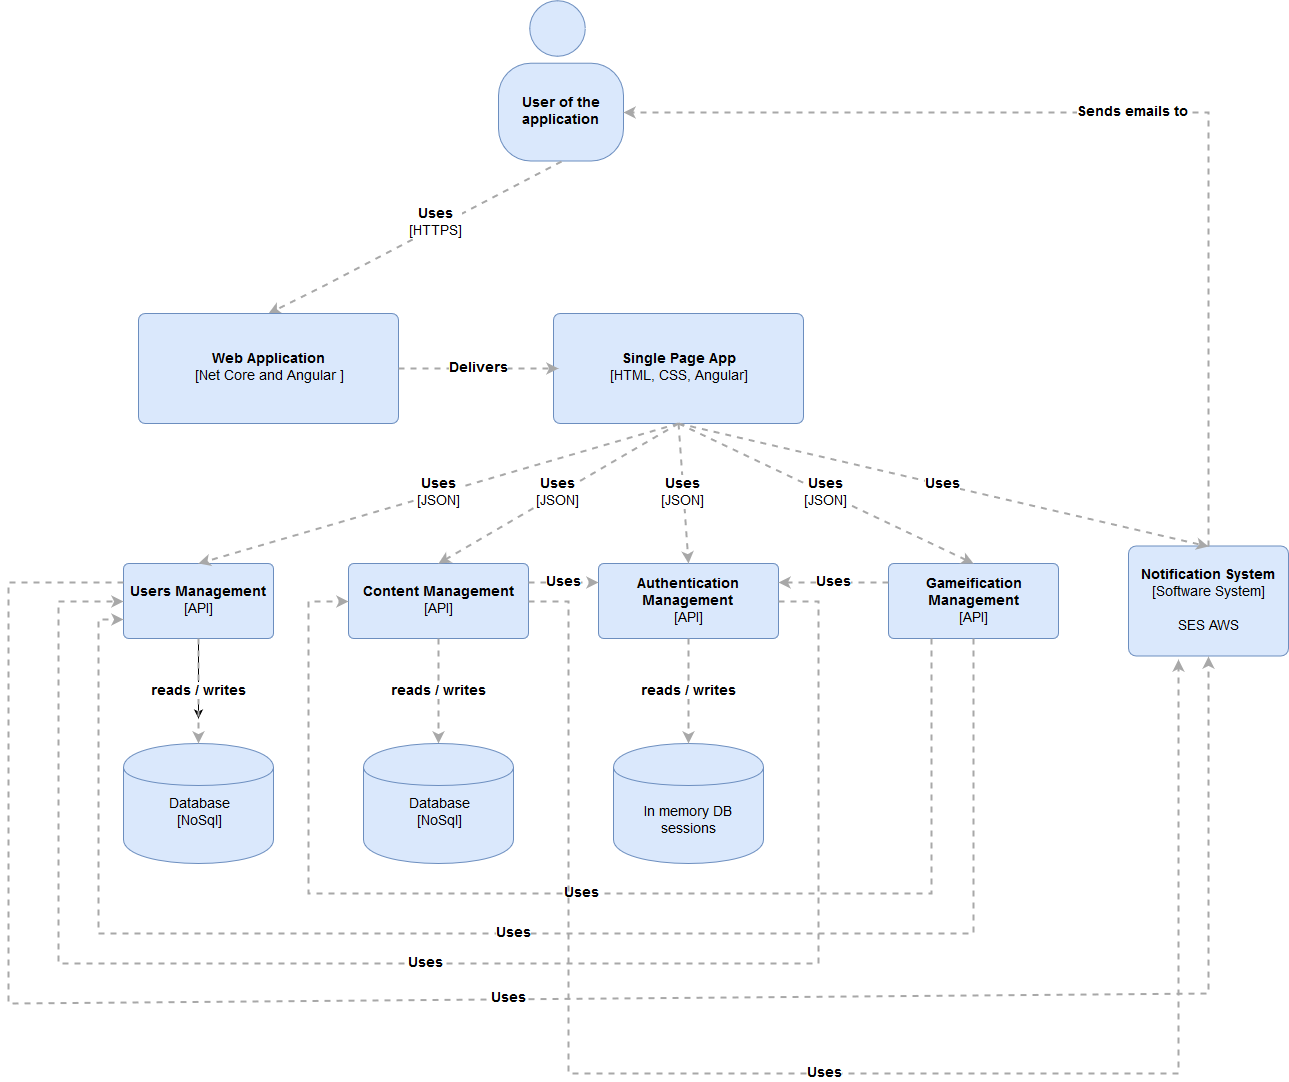 User of the
application
Sends emails to
Uses
[HTTPS]
Web Application
[Net Core and Angular ]
Delivers
Single Page App
[HTML, CSS, Angular]
Uses
[JSON]
Uses
[JSON]
Uses
[JSON]
Uses
[JSON]
Uses
Users Management
[API]
Content Management
[API]
Uses
Authentication
Management
[API]
Uses
Gameification
Management
[API]
Notification System
[Software System]
SES AWS
reads / writes
reads / writes
reads / writes
Database
[NoSql]
Database
[NoSql]
In memory DB
sessions
Uses
Uses
Uses
Uses
Uses